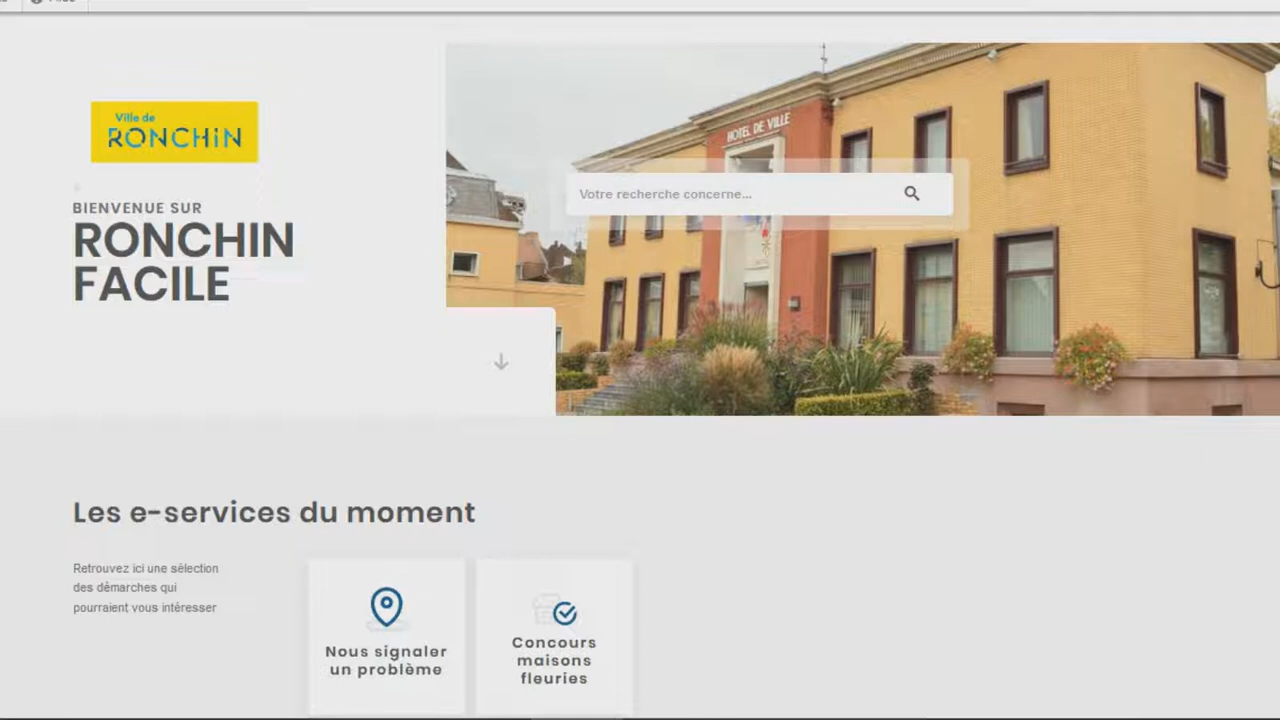 Ville de
RONCHiN
BIENVENUE SUR
RONCHIN
FACILE
HOTEL DE VILLE
Votre recherche concerne...
Les e-services du moment
Retrouvez ici une sélection
des démarches qui
pourraient vous intéresser
Nous signaler
un problème
Concours
maisons
fleuries